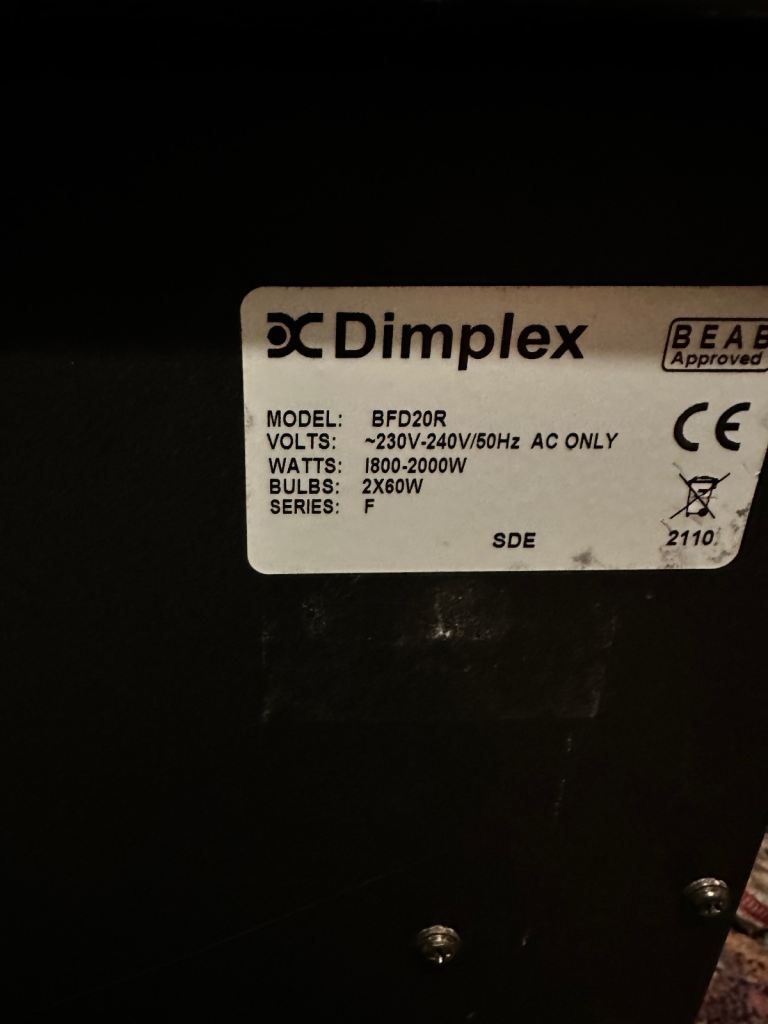 Dimplex
BEAB
Approved
MODEL: BFD20R
VOLTS: ~230V-240V/50Hz AC ONLY
WATTS: 1800-2000W
BULBS: 2X60W
SERIES: F
CE
SDE
2110